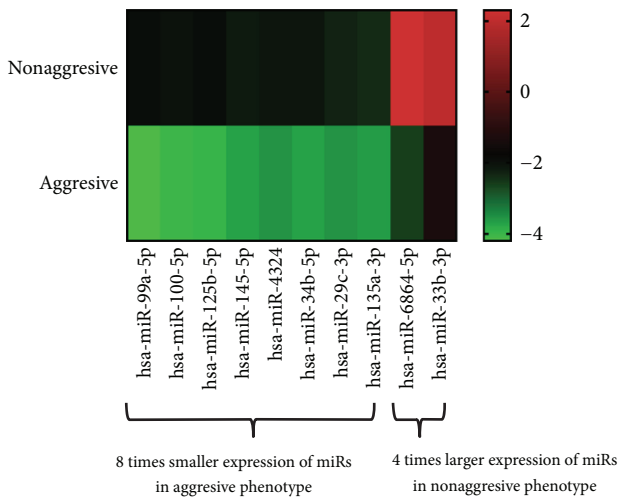 Nonaggresive
Aggresive
2
0
−2
−4
hsa-miR-99a-5p
hsa-miR-100-5p
hsa-miR-125b-5p
hsa-miR-145-5p
hsa-miR-4324
hsa-miR-34b-5p
hsa-miR-29c-3p
hsa-miR-135a-3p
hsa-miR-6864-5p
hsa-miR-33b-3p
8 times smaller expression of miRs
in aggresive phenotype
4 times larger expression of miRs
in nonaggresive phenotype